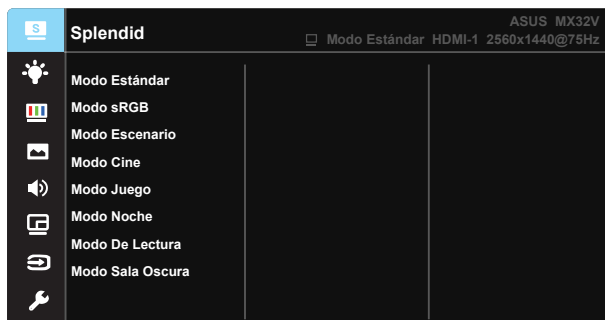 S
Splendid
ASUS MX32V
Modo Estándar HDMI-1 2560x1440@75Hz
Modo Estándar
Modo sRGB
Modo Escenario
Modo Cine
Modo Juego
Modo Noche
Modo De Lectura
Modo Sala Oscura